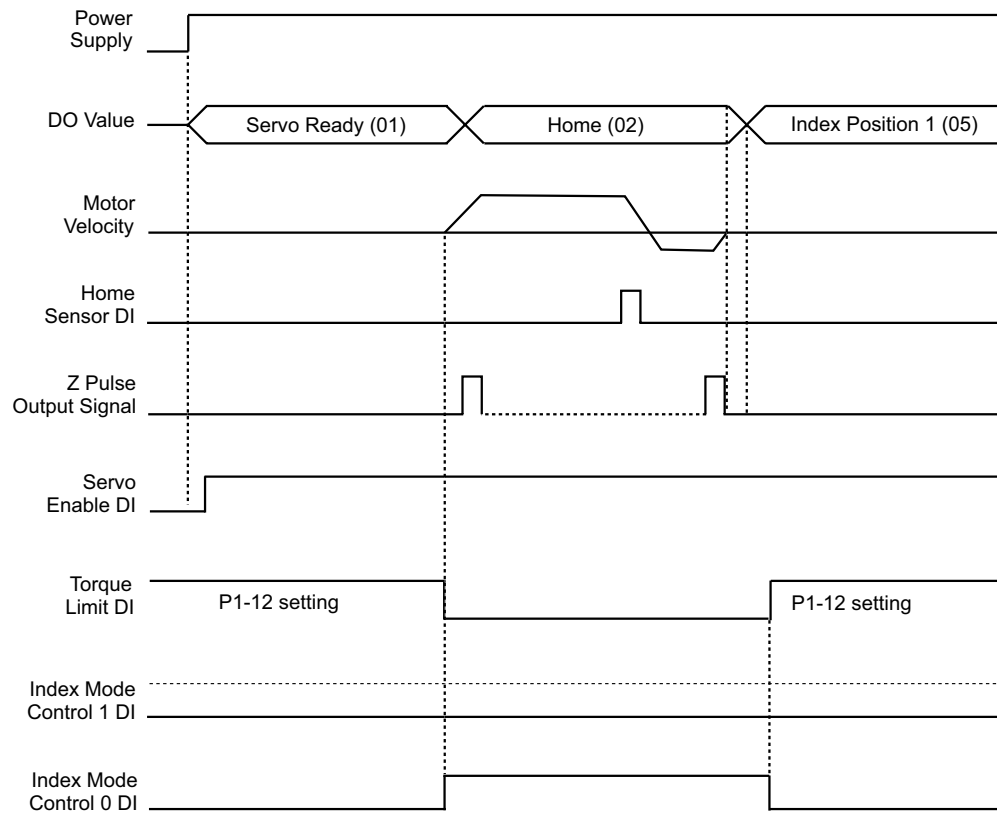 Power
Supply
DO Value
Servo Ready (01)
Home (02)
Index Position 1 (05)
Motor
Velocity
Home
Sensor DI
Z Pulse
Output Signal
Servo
Enable DI
Torque
Limit DI
P1-12 setting
P1-12 setting
Index Mode
Control 1 DI
Index Mode
Control 0 DI